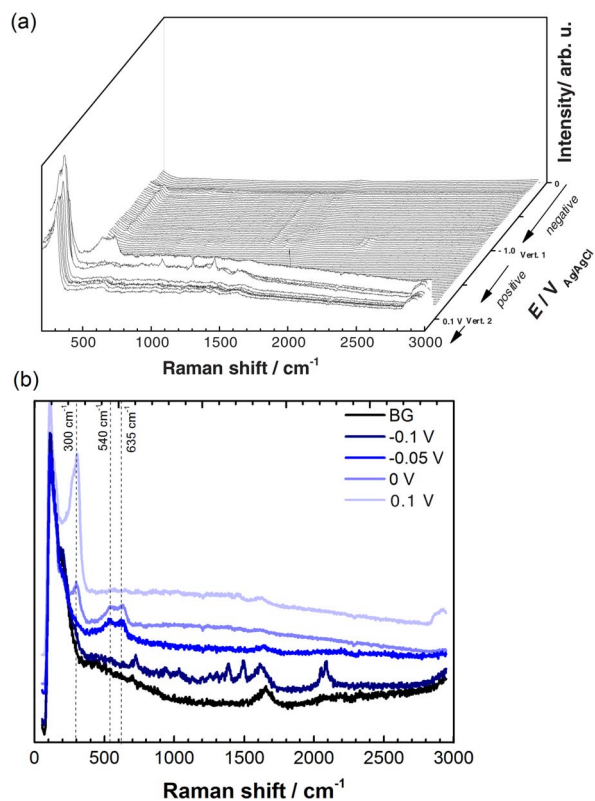 (a)
Intensity/ arb. u.
0
negative
- 1.0 Vert. 1
positive
E / V Ag/AgCl
0.1 V Vert. 2
500 1000 1500 2000 2500 3000
Raman shift / cm-1
(b)
300 cm-1
540 cm-1
635 cm-1
BG
-0.1 V
-0.05 V
0 V
0.1 V
0 500 1000 1500 2000 2500 3000
Raman shift / cm-1